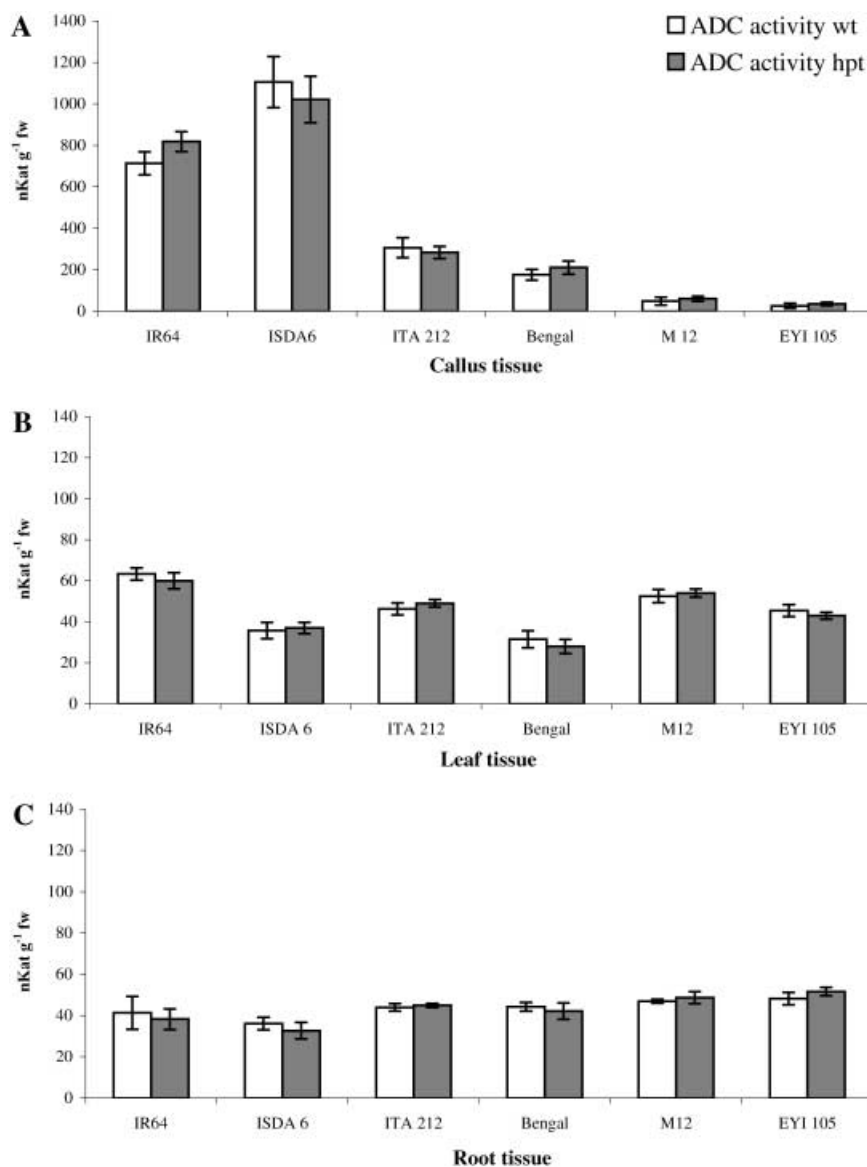 A
ADC activity wt
ADC activity hpt
1400
1200
1000
800
600
400
200
0
nKat g⁻¹ fw
IR64 ISDA6 ITA 212 Bengal M 12 EYI 105
Callus tissue
B
140
120
100
80
60
40
20
0
nKat g⁻¹ fw
IR64 ISDA 6 ITA 212 Bengal M12 EYI 105
Leaf tissue
C
140
120
100
80
60
40
20
0
nKat g⁻¹ fw
IR64 ISDA 6 ITA 212 Bengal M12 EYI 105
Root tissue